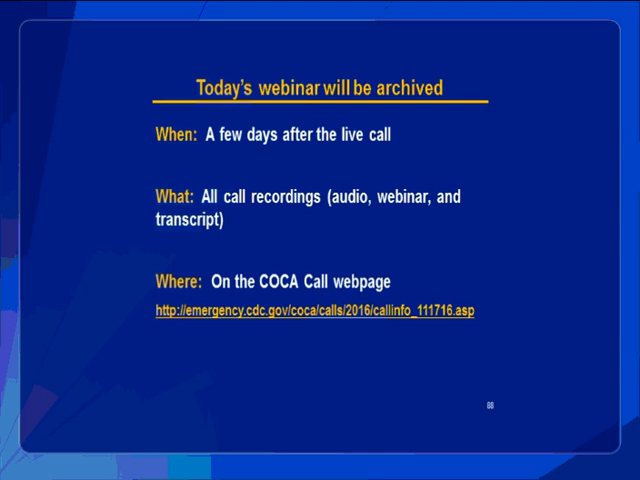 Today's webinar will be archived
When: A few days after the live call
What: All call recordings (audio, webinar, and
transcript)
Where: On the COCA Call webpage
http://emergency.cdc.gov/coca/calls/2016/callinfo_111716.asp
88